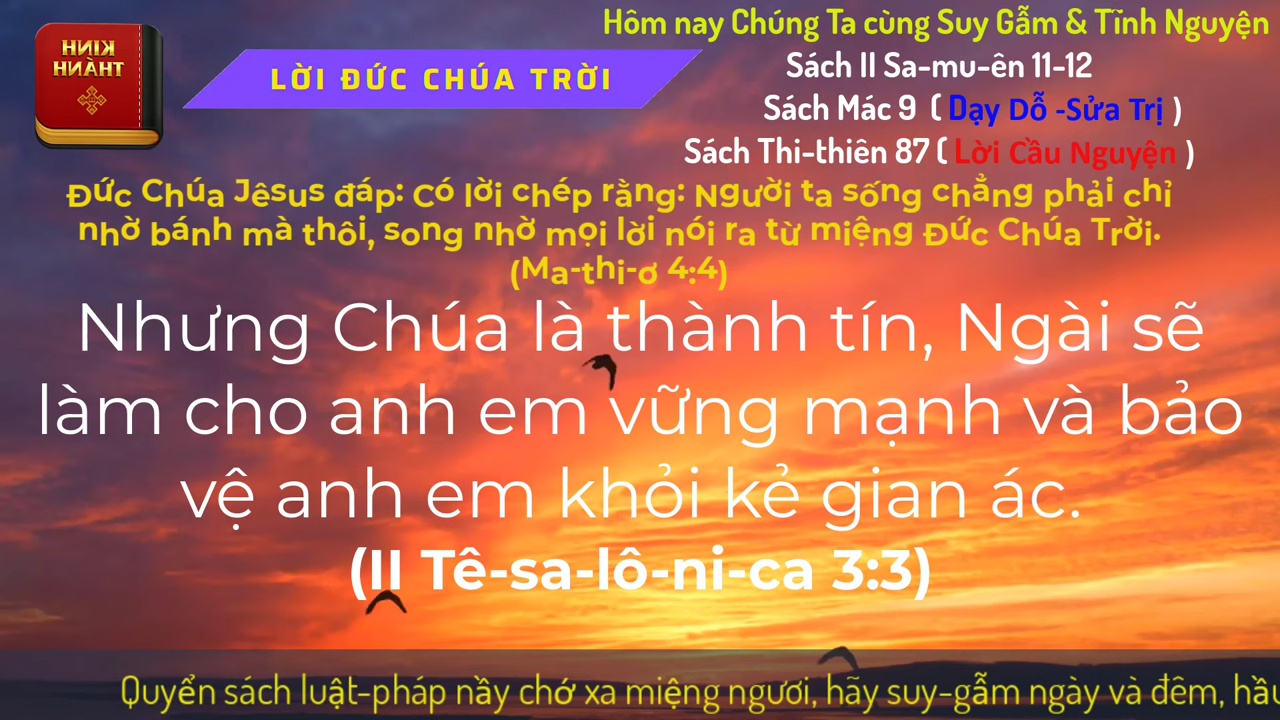 KINH
THÁNH
LỜI ĐỨC CHÚA TRỜI
Hôm nay Chúng Ta cùng Suy Gẫm & Tĩnh Nguyện
Sách II Sa-mu-ên 11-12
Sách Mác 9 ( Dạy Dỗ -Sửa Trị )
Sách Thi-thiên 87 ( Lời Cầu Nguyện )
Đức Chúa Jêsus đáp: Có lời chép rằng: Người ta sống chẳng phải chỉ
nhờ bánh mà thôi, song nhờ mọi lời nói ra từ miệng Đức Chúa Trời.
(Ma-thi-ơ 4:4)
Nhưng Chúa là thành tín, Ngài sẽ
làm cho anh em vững mạnh và bảo
vệ anh em khỏi kẻ gian ác.
(II Tê-sa-lô-ni-ca 3:3)
Quyển sách luật-pháp nầy chớ xa miệng ngươi, hãy suy-gẫm ngày và đêm, hầu